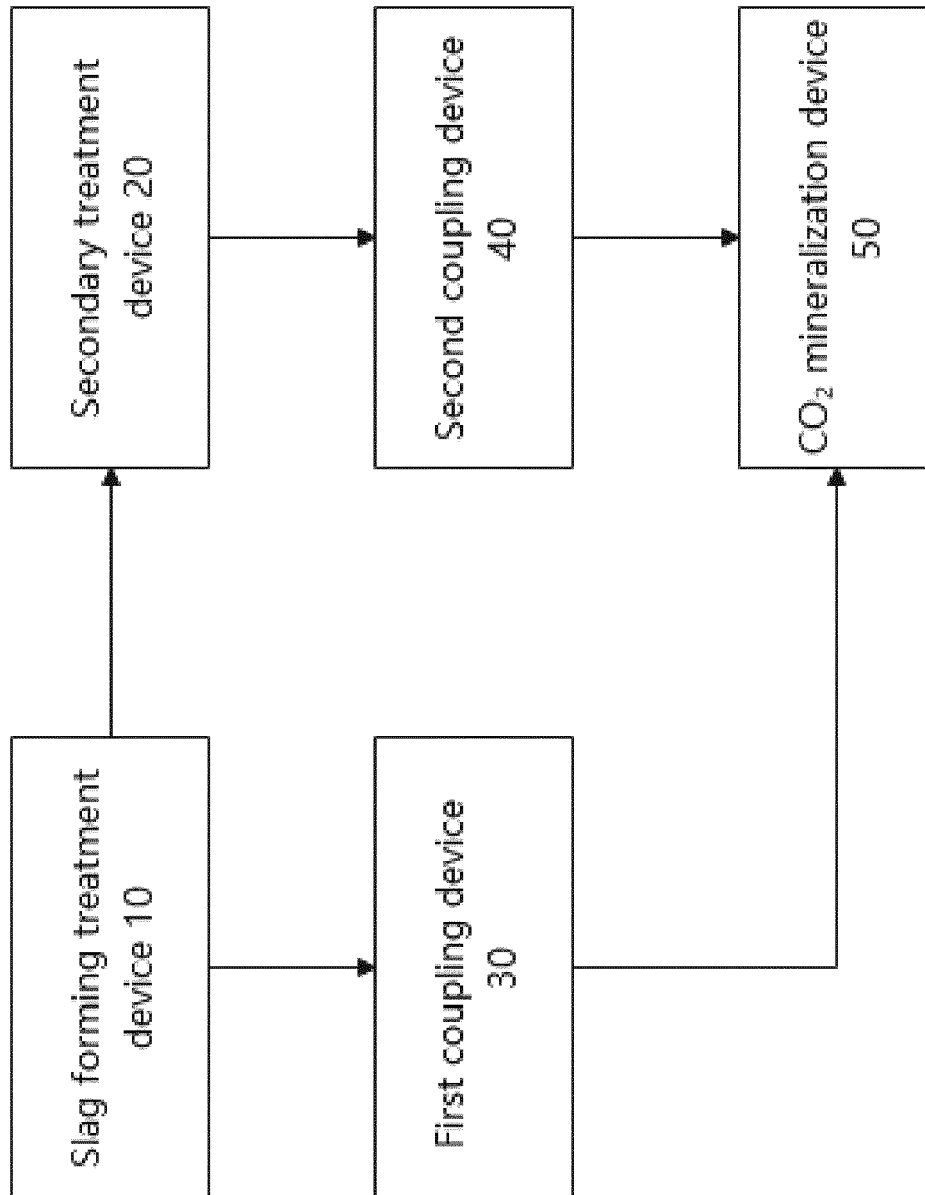 Slag forming treatment
device 10
Secondary treatment
device 20
First coupling device
30
Second coupling device
40
CO₂ mineralization device
50